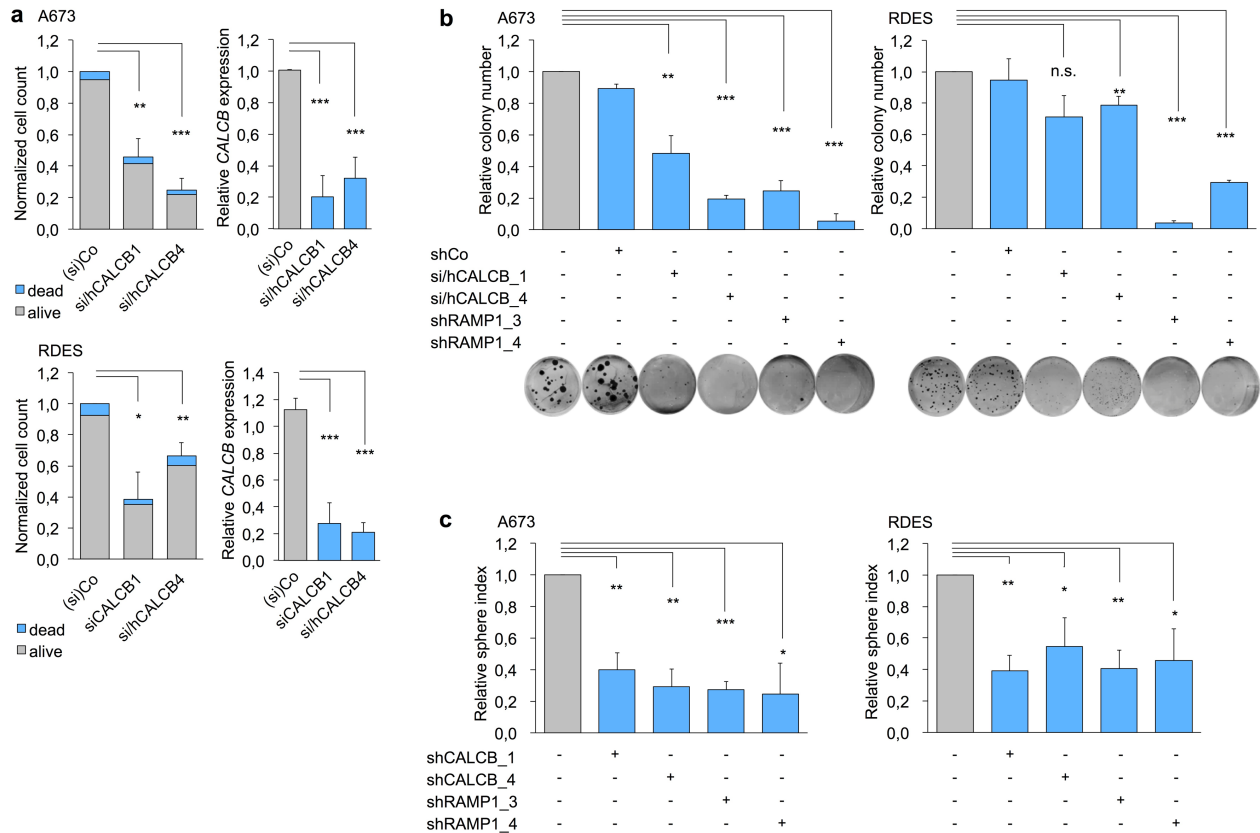 a
A673
Normalized cell count
1,2
1,0
0,8
0,6
0,4
0,2
0,0
**
***
(si)Co
si/hCALCB1
si/hCALCB4
dead
alive
Relative CALCB expression
1,2
1,0
0,8
0,6
0,4
0,2
0,0
***
***
(si)Co
si/hCALCB1
si/hCALCB4
RDES
Normalized cell count
1,2
1,0
0,8
0,6
0,4
0,2
0,0
*
**
(si)Co
siCALCB1
si/hCALCB4
dead
alive
Relative CALCB expression
1,4
1,2
1,0
0,8
0,6
0,4
0,2
0,0
***
***
(si)Co
siCALCB1
si/hCALCB4
b
A673
Relative colony number
1,2
1,0
0,8
0,6
0,4
0,2
0,0
**
***
***
***
RDES
Relative colony number
1,2
1,0
0,8
0,6
0,4
0,2
0,0
n.s.
**
***
***
shCo - + - - - - - + - - - -
si/hCALCB_1 - - + - - - - - + - - -
si/hCALCB_4 - - - + - - - - - + - -
shRAMP1_3 - - - - + - - - - - + -
shRAMP1_4 - - - - - + - - - - - +
c
A673
Relative sphere index
1,2
1,0
0,8
0,6
0,4
0,2
0,0
**
**
***
*
RDES
Relative sphere index
1,2
1,0
0,8
0,6
0,4
0,2
0,0
**
*
**
*
shCALCB_1 - + - - - - + - - -
shCALCB_4 - - + - - - - + - -
shRAMP1_3 - - - + - - - - + -
shRAMP1_4 - - - - + - - - - +